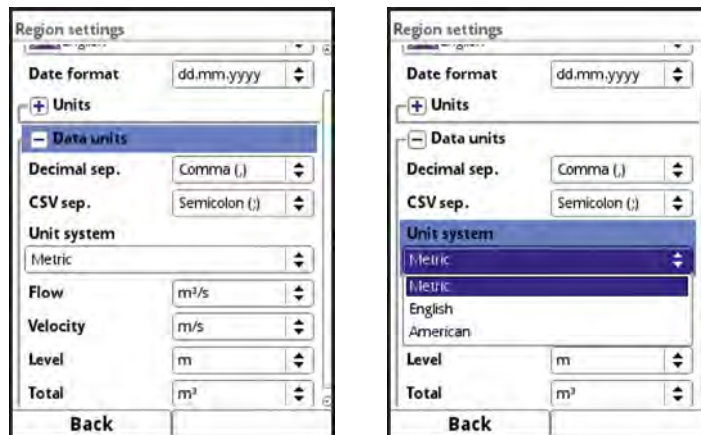 Region settings
English
Date format dd.mm.yyyy
+ Units
− Data units
Decimal sep. Comma (,)
CSV sep. Semicolon (;)
Unit system
Metric
Flow m³/s
Velocity m/s
Level m
Total m³
Back
Region settings
Date format dd.mm.yyyy
+ Units
− Data units
Decimal sep. Comma (,)
CSV sep. Semicolon (;)
Unit system
Metric
Metric
English
American
Level m
Total m³
Back